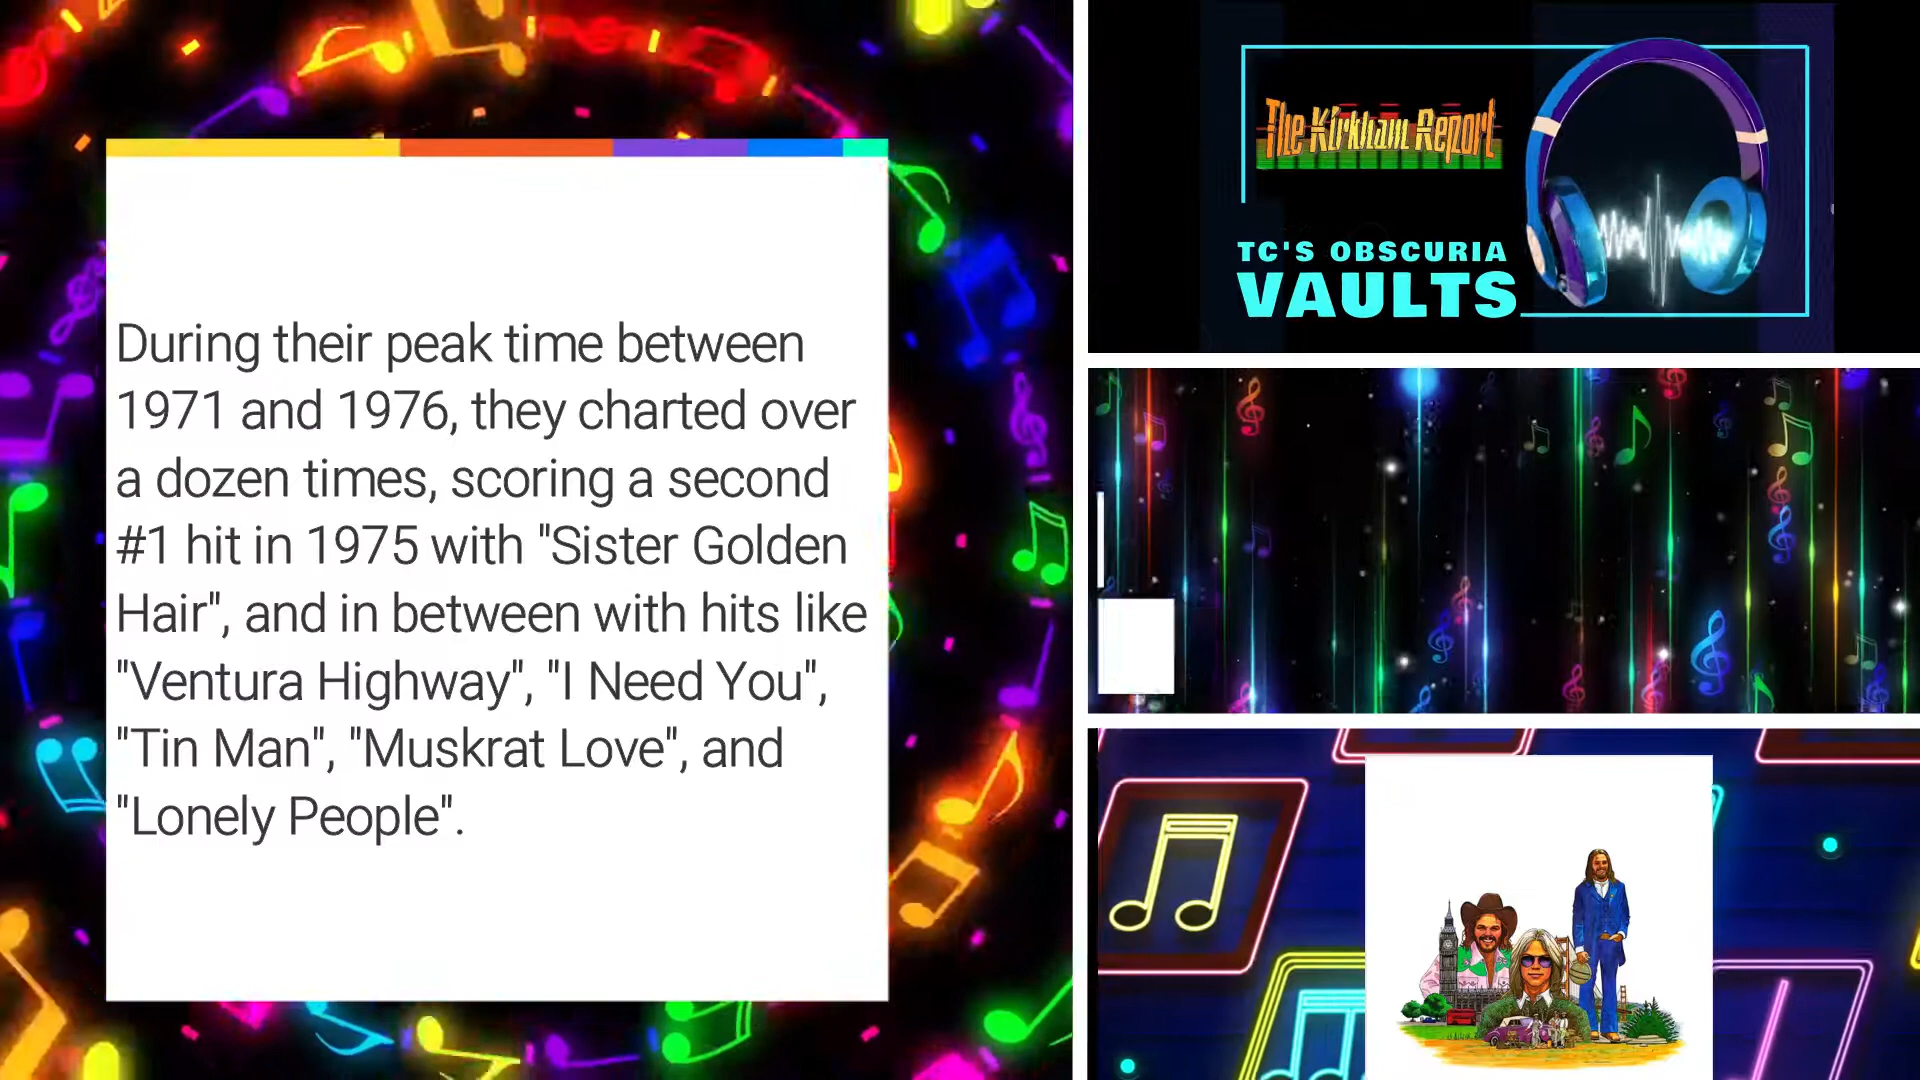 During their peak time between
1971 and 1976, they charted over
a dozen times, scoring a second
#1 hit in 1975 with "Sister Golden
Hair", and in between with hits like
"Ventura Highway", "I Need You",
"Tin Man", "Muskrat Love", and
"Lonely People".
The Kirkham Report
TC'S OBSCURIA
VAULTS